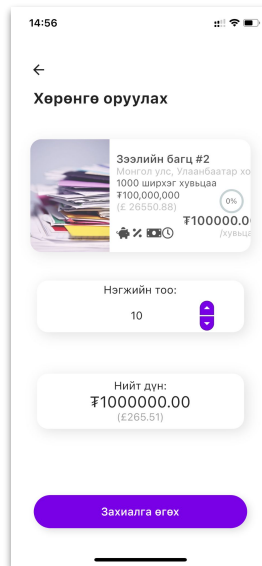 14:56
Хөрөнгө оруулах
Зээлийн багц #2
Монгол улс, Улаанбаатар хо
1000 ширхэг хувьцаа
₮100,000,000
(£ 26550.88)
0%
₮100000.0
/хувьца
Нэгжийн тоо:
10
Нийт дүн:
₮1000000.00
(£265.51)
Захиалга өгөх